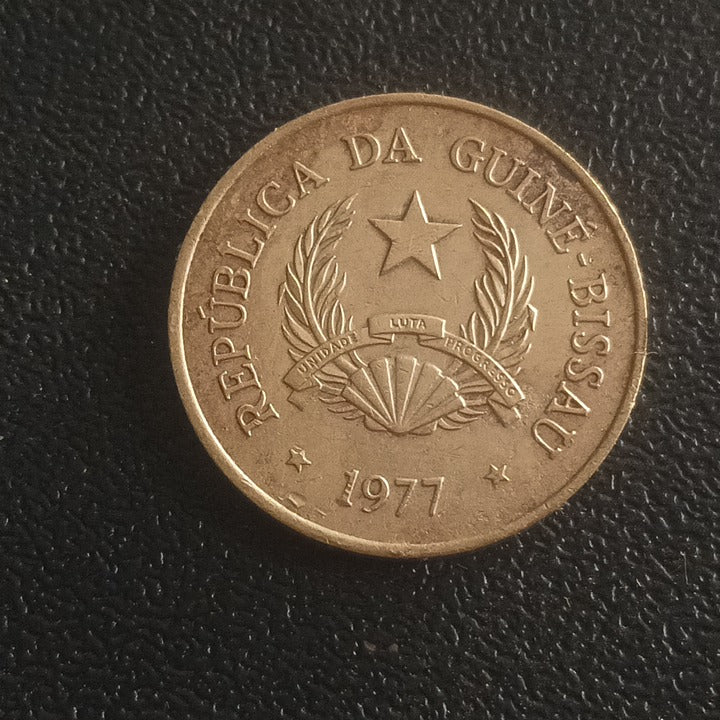 REPÚBLICA DA GUINÉ-BISSAU
UNIDADE LUTA PROGRESSO
1977